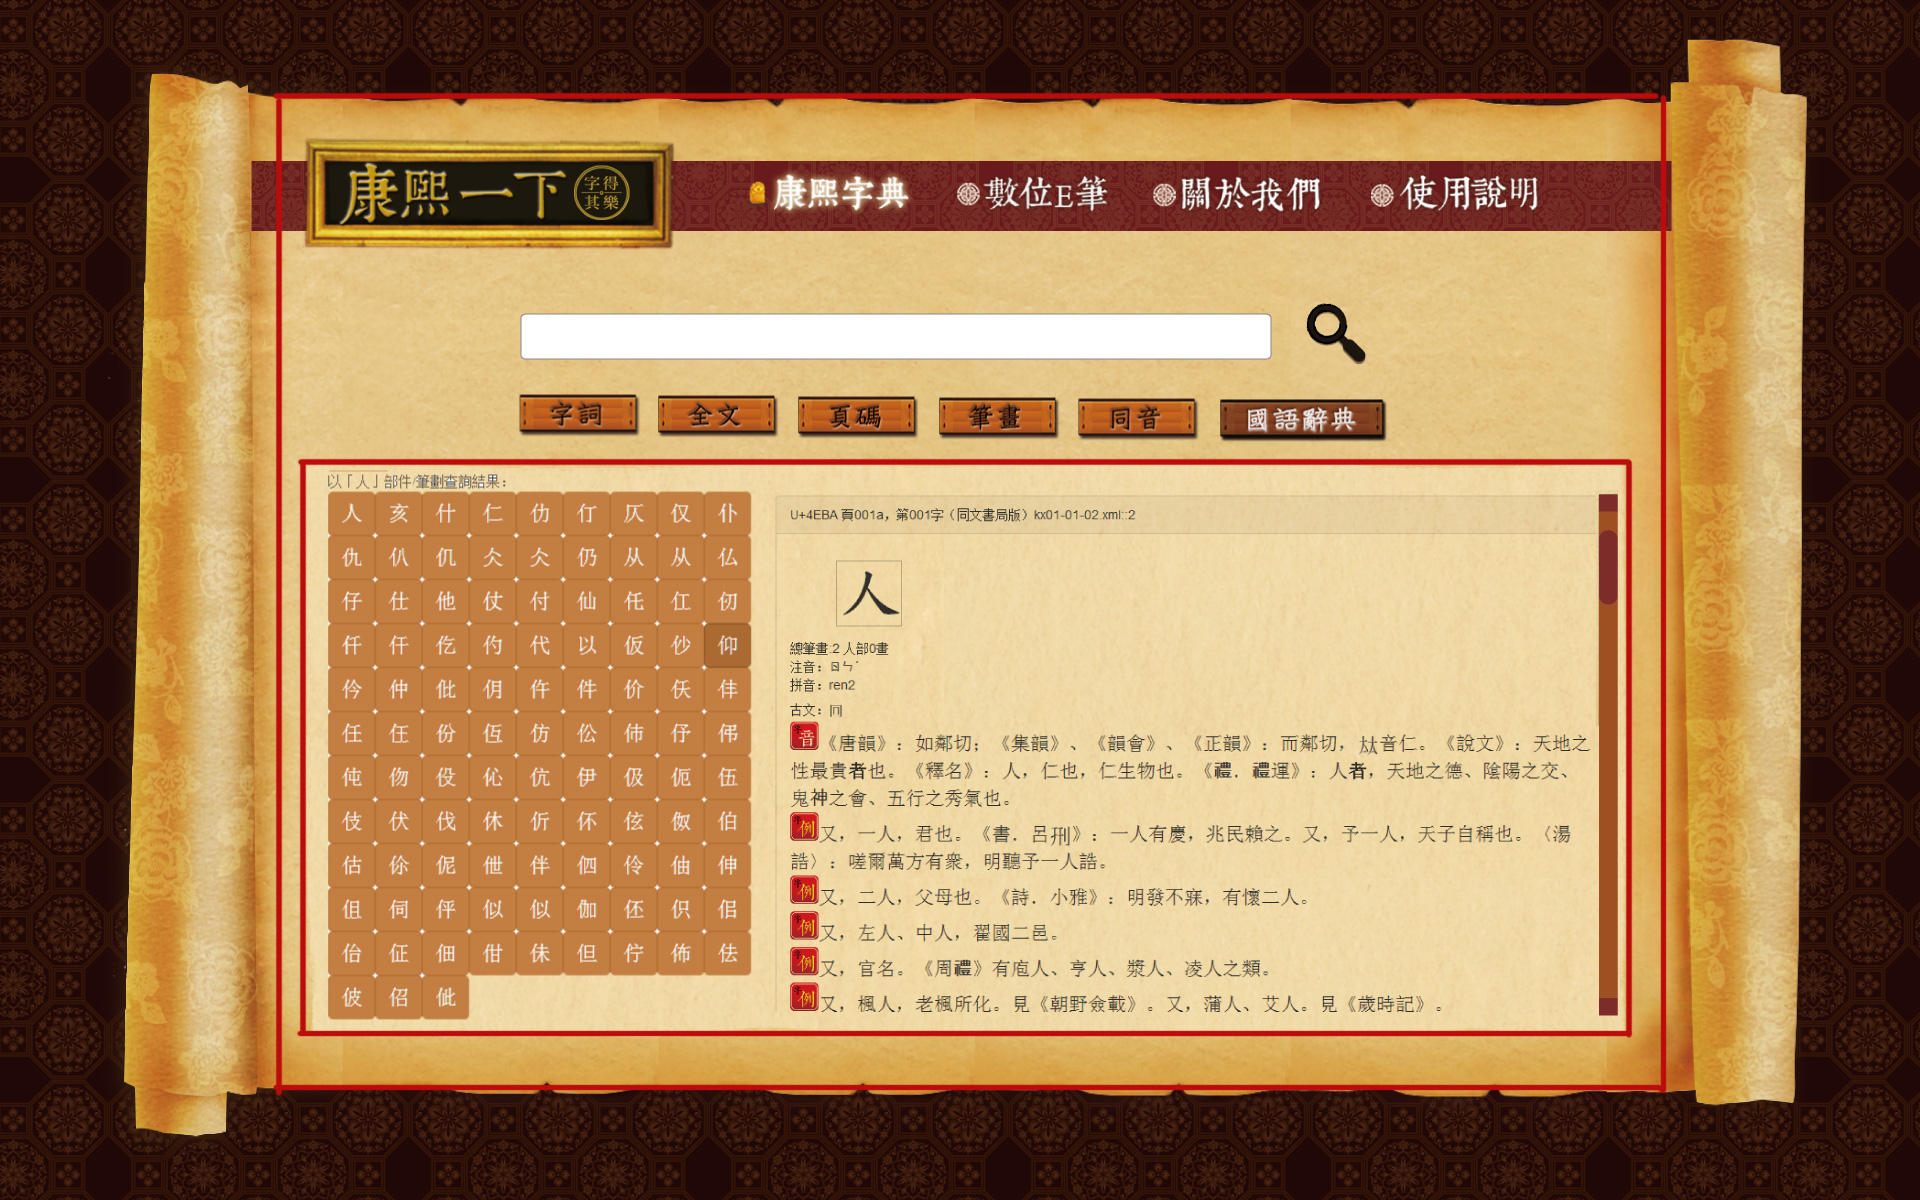 康熙一下 字得其樂
康熙字典 數位E筆 關於我們 使用說明
字詞 全文 頁碼 筆畫 同音 國語辭典
以「人」部件/筆劃查詢結果：
人 亥 什 仁 仂 仃 仄 仅 仆
仇 仈 仉 仌 仌 仍 从 从 仏
仔 仕 他 仗 付 仙 仛 仜 仞
仟 仠 仡 仢 代 以 仮 仯 仰
仱 仲 仳 仴 仵 件 价 仸 仹
任 任 份 仾 仿 伀 伂 伃 伄
伅 伆 伇 伈 伉 伊 伋 伌 伍
伎 伏 伐 休 伒 伓 伭 伮 伯
估 伱 伲 伳 伴 伵 伶 伷 伸
伹 伺 伻 似 似 伽 伾 伿 佀
佁 佂 佃 佄 佅 但 佇 佈 佉
佊 佋 佌
U+4EBA 頁001a，第001字（同文書局版）kx01-01-02.xml::2
人
總筆畫:2 人部0畫
注音：ㄖㄣˊ
拼音：ren2
古文：
音《唐韻》：如鄰切；《集韻》、《韻會》、《正韻》：而鄰切，𠀤音仁。《說文》：天地之
性最貴者也。《釋名》：人，仁也，仁生物也。《禮．禮運》：人者，天地之德、陰陽之交、
鬼神之會、五行之秀氣也。
例又，一人，君也。《書．呂刑》：一人有慶，兆民賴之。又，予一人，天子自稱也。〈湯
誥〉：嗟爾萬方有衆，明聽予一人誥。
例又，二人，父母也。《詩．小雅》：明發不寐，有懷二人。
例又，左人、中人，翟國二邑。
例又，官名。《周禮》有庖人、亨人、漿人、凌人之類。
例又，楓人，老楓所化。見《朝野僉載》。又，蒲人、艾人。見《歲時記》。